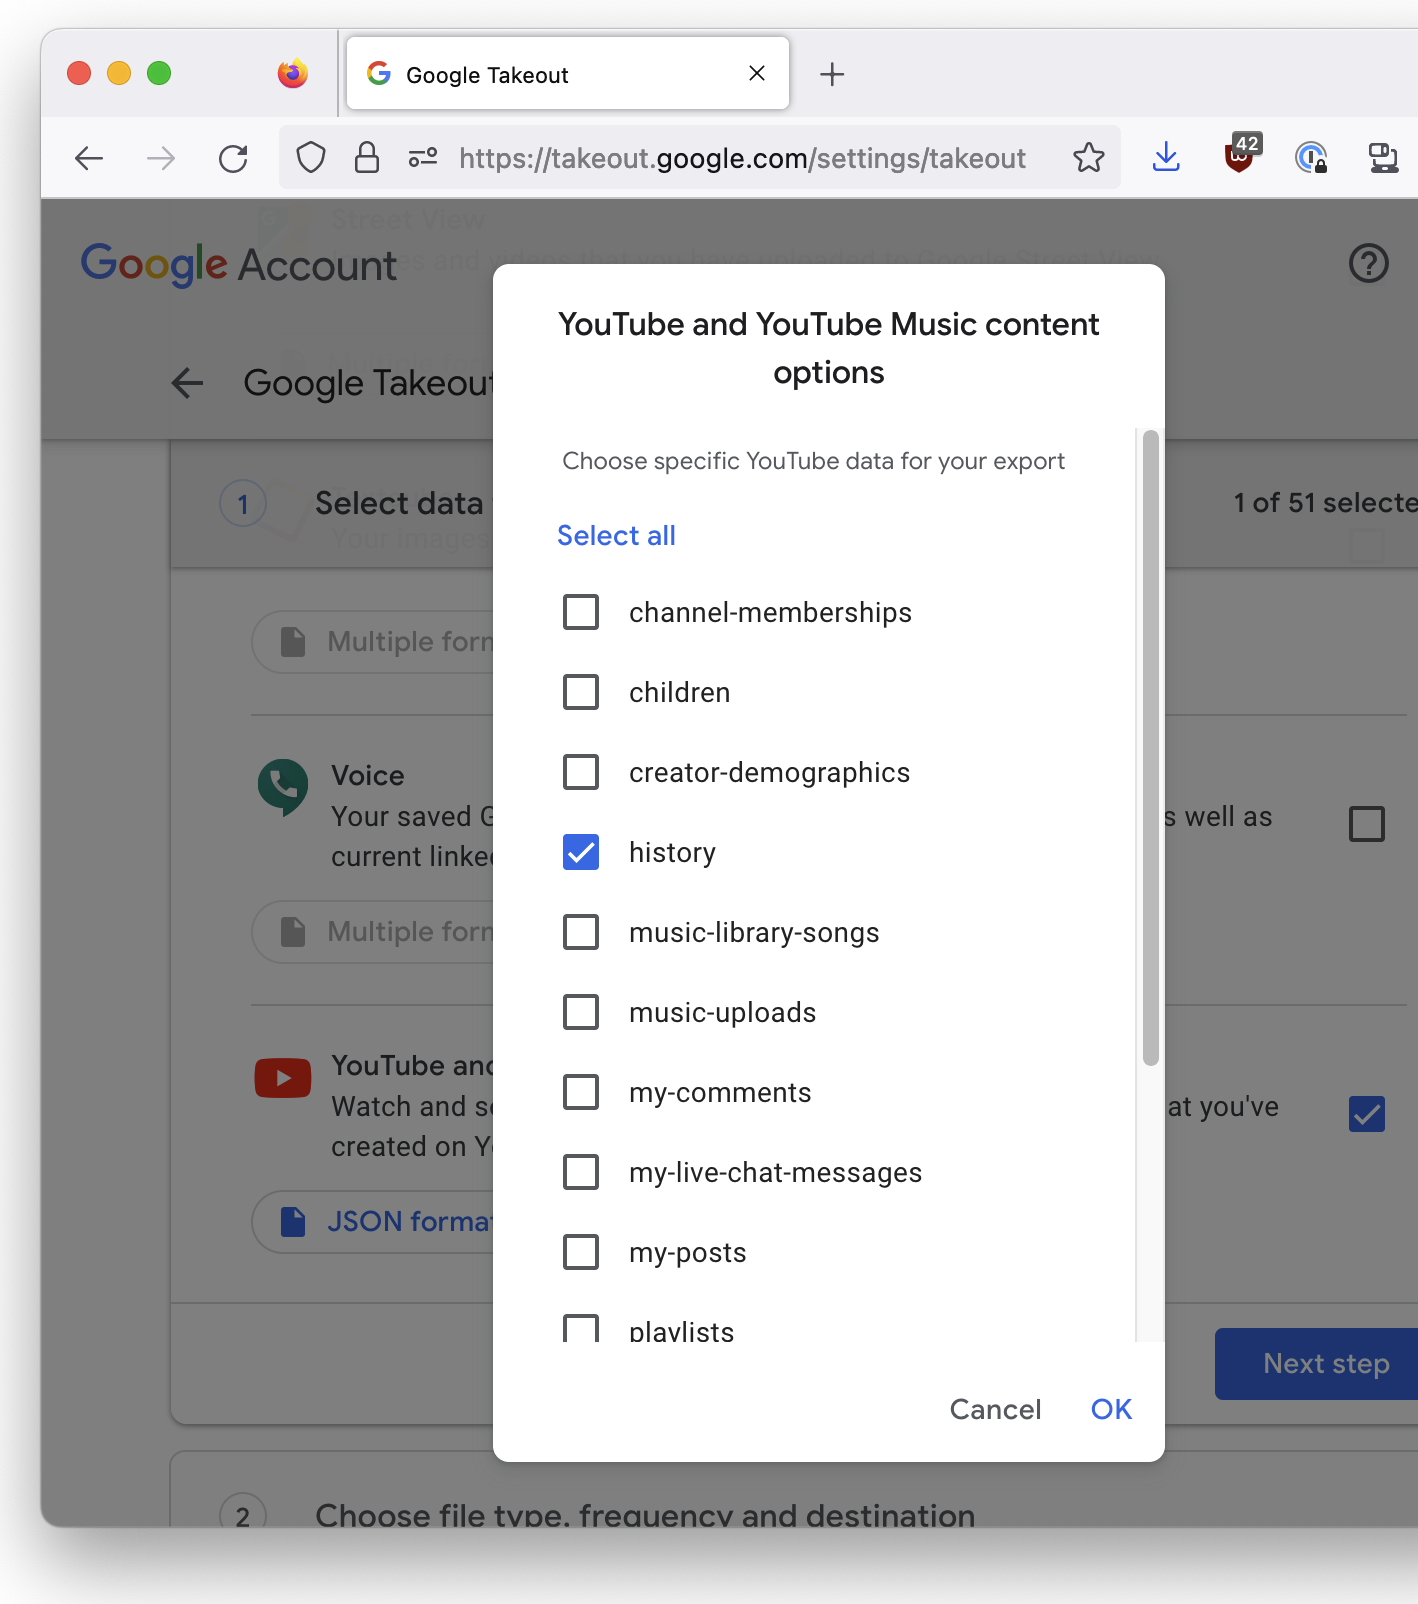 Google Takeout
https://takeout.google.com/settings/takeout
42
Street View
Google Account
Google Takeout
1
Select data
1 of 51 selecte
Your images
Multiple form
Voice
Your saved G
s well as
current linke
Multiple form
YouTube and
Watch and se
at you've
created on Yo
JSON format
Next step
2
Choose file type, frequency and destination
YouTube and YouTube Music content
options
Choose specific YouTube data for your export
Select all
channel-memberships
children
creator-demographics
history
music-library-songs
music-uploads
my-comments
my-live-chat-messages
my-posts
playlists
Cancel
OK